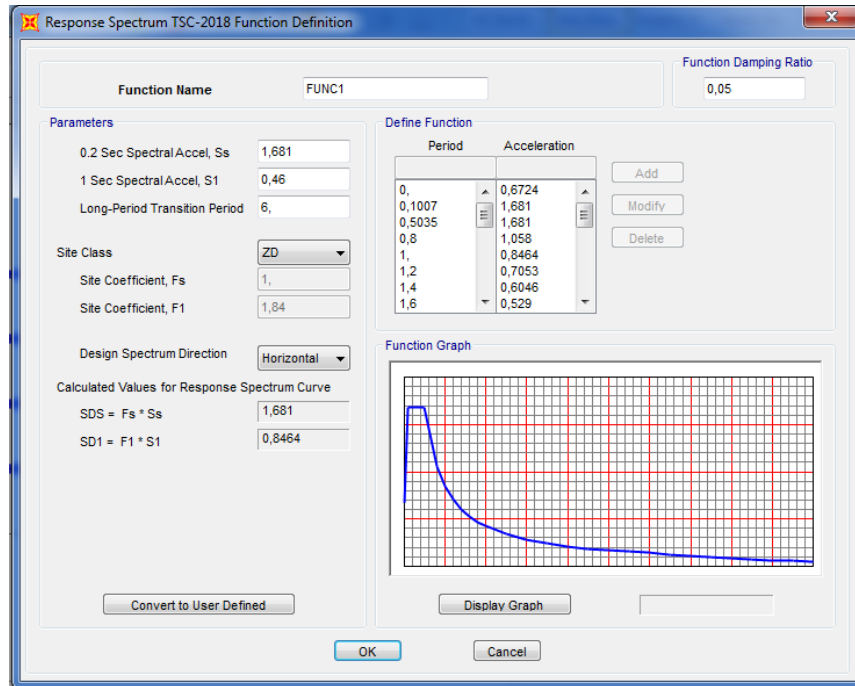 Response Spectrum TSC-2018 Function Definition
Function Damping Ratio
Function Name FUNC1 0,05
Parameters
0.2 Sec Spectral Accel, Ss 1,681
1 Sec Spectral Accel, S1 0,46
Long-Period Transition Period 6,
Site Class ZD
Site Coefficient, Fs 1,
Site Coefficient, F1 1,84
Design Spectrum Direction Horizontal
Calculated Values for Response Spectrum Curve
SDS = Fs * Ss 1,681
SD1 = F1 * S1 0,8464
Convert to User Defined
Define Function
Period Acceleration
0, 0,6724
0,1007 1,681
0,5035 1,681
0,8 1,058
1, 0,8464
1,2 0,7053
1,4 0,6046
1,6 0,529
Add
Modify
Delete
Function Graph
Display Graph
OK Cancel